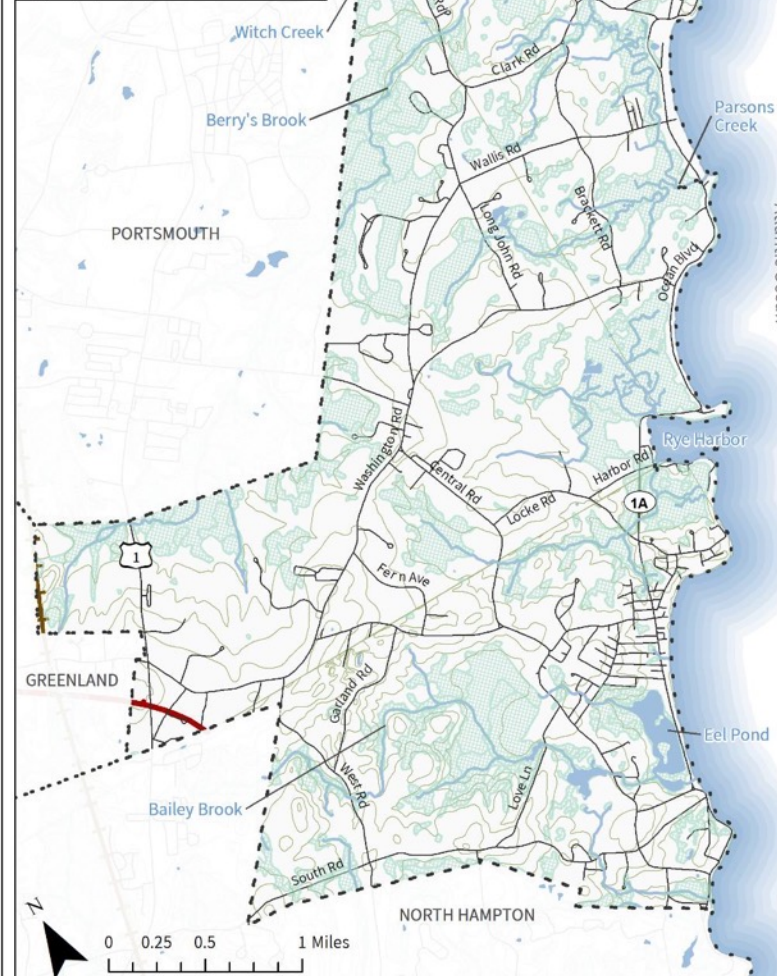 Rd
Witch Creek
Clark Rd
Berry's Brook
Parsons
Creek
Wallis Rd
Brackett Rd
Long John Rd
PORTSMOUTH
Ocean Blvd
Washington Rd
Rye Harbor
Harbor Rd
Central Rd
Locke Rd
1A
1
Fern Ave
GREENLAND
Garland Rd
Eel Pond
West Rd
Love Ln
Bailey Brook
South Rd
NORTH HAMPTON
N
0 0.25 0.5 1 Miles